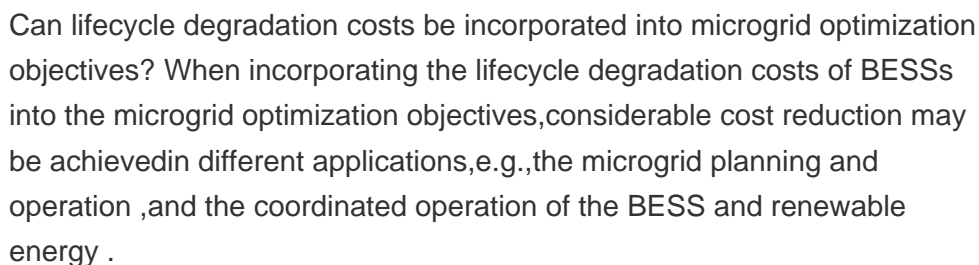 Can lifecycle degradation costs be incorporated into microgrid optimization
objectives? When incorporating the lifecycle degradation costs of BESSs
into the microgrid optimization objectives,considerable cost reduction may
be achievedin different applications,e.g.,the microgrid planning and
operation ,and the coordinated operation of the BESS and renewable
energy .